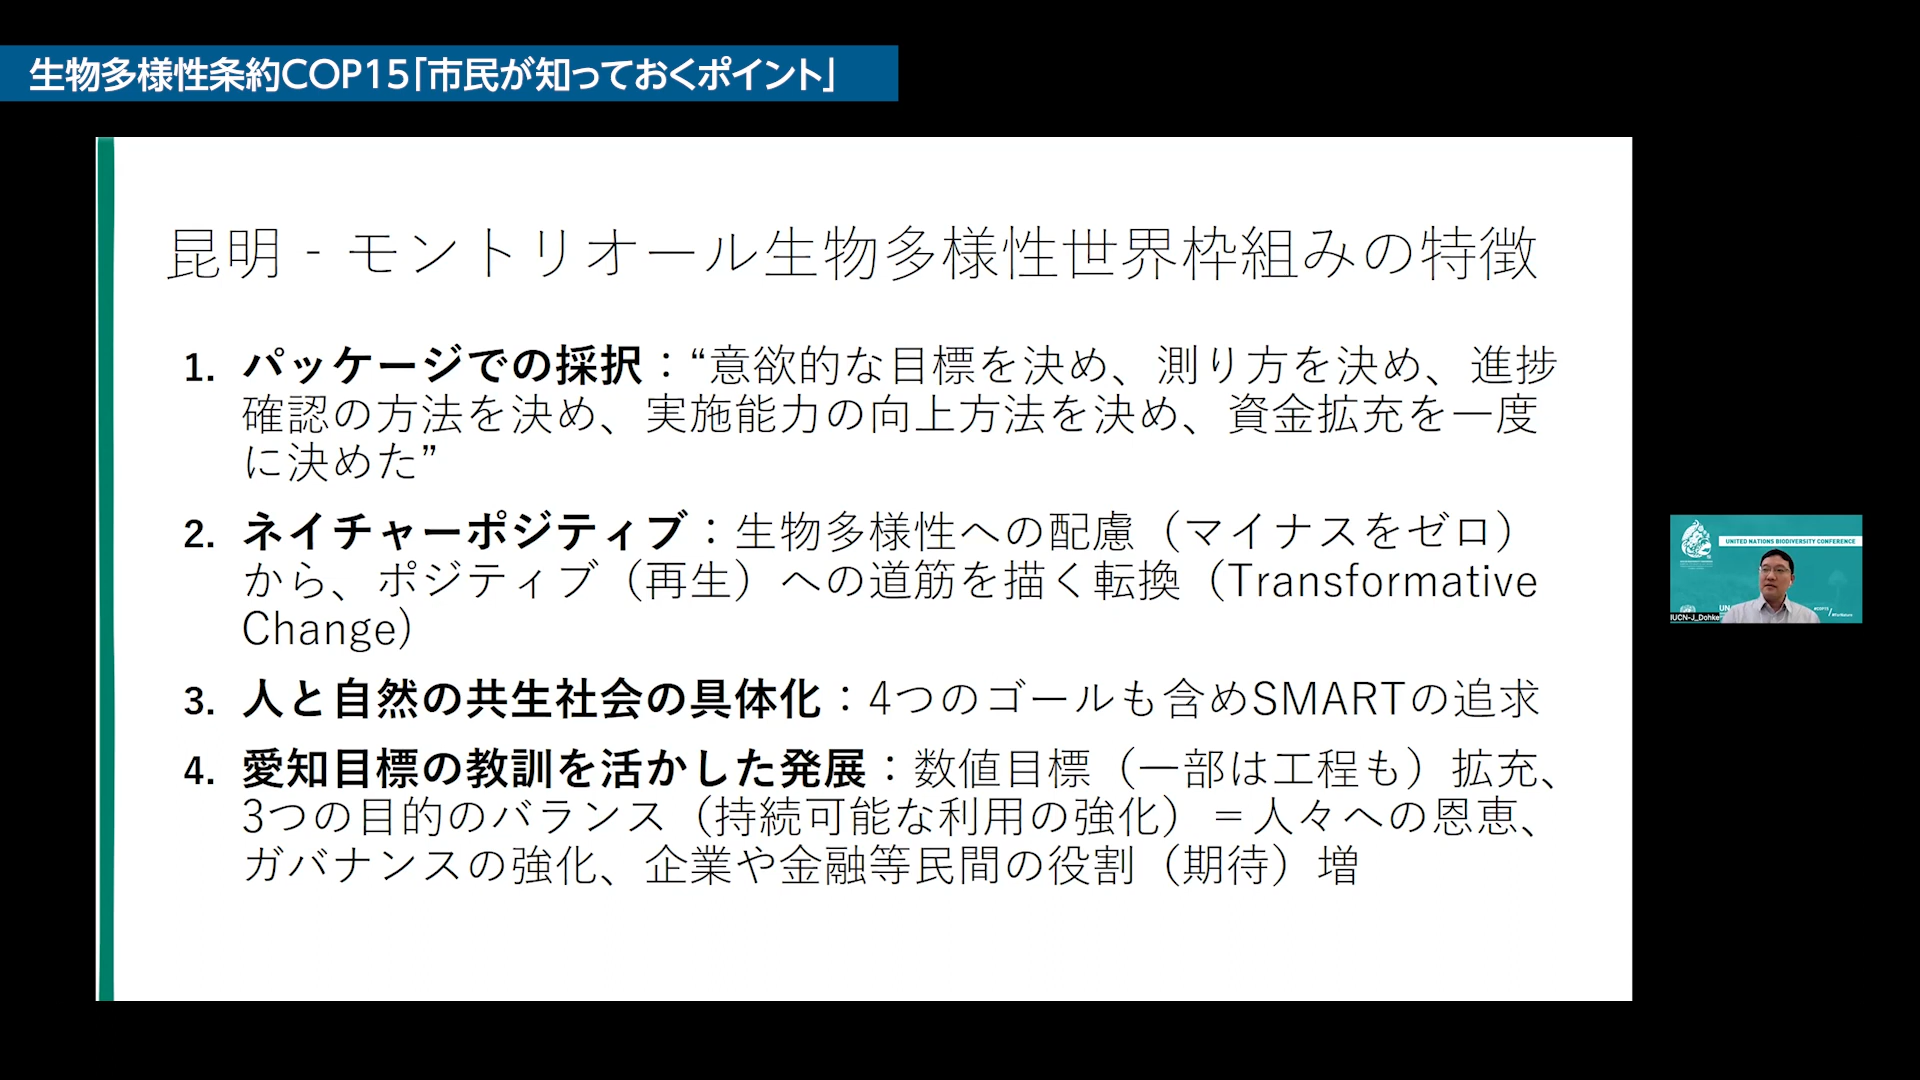 生物多様性条約COP15「市民が知っておくポイント」
昆明‐モントリオール生物多様性世界枠組みの特徴
1. パッケージでの採択：“意欲的な目標を決め、測り方を決め、進捗
確認の方法を決め、実施能力の向上方法を決め、資金拡充を一度
に決めた”
2. ネイチャーポジティブ：生物多様性への配慮（マイナスをゼロ）
から、ポジティブ（再生）への道筋を描く転換（Transformative
Change）
3. 人と自然の共生社会の具体化：4つのゴールも含めSMARTの追求
4. 愛知目標の教訓を活かした発展：数値目標（一部は工程も）拡充、
3つの目的のバランス（持続可能な利用の強化）＝人々への恩恵、
ガバナンスの強化、企業や金融等民間の役割（期待）増
UNITED NATIONS BIODIVERSITY CONFERENCE
UN
IUCN-J_Dohke